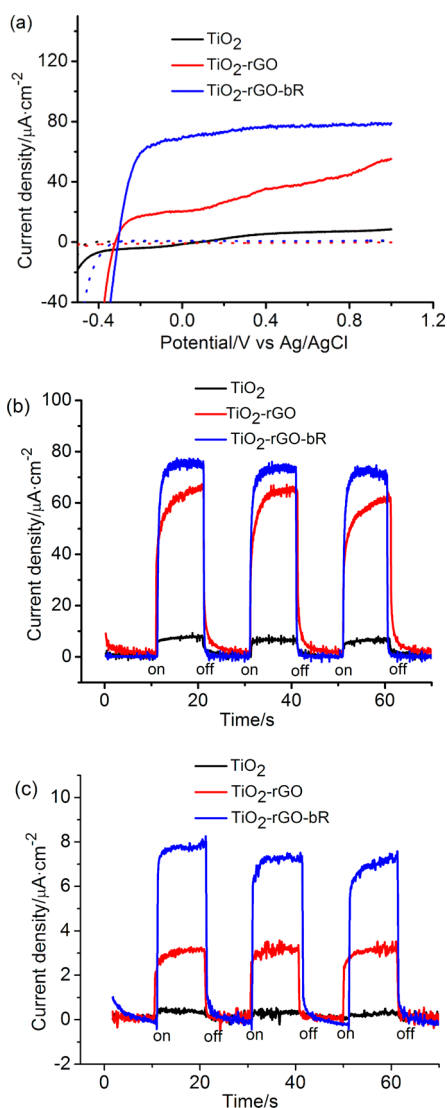 (a)
TiO2
TiO2-rGO
TiO2-rGO-bR
Current density/μA·cm-2
80
40
0
-40
-0.4 0.0 0.4 0.8 1.2
Potential/V vs Ag/AgCl
(b)
TiO2
TiO2-rGO
TiO2-rGO-bR
Current density/μA·cm-2
100
80
60
40
20
0
on off on off on off
0 20 40 60
Time/s
(c)
TiO2
TiO2-rGO
TiO2-rGO-bR
Current density/μA·cm-2
8
6
4
2
0
-2
on off on off on off
0 20 40 60
Time/s